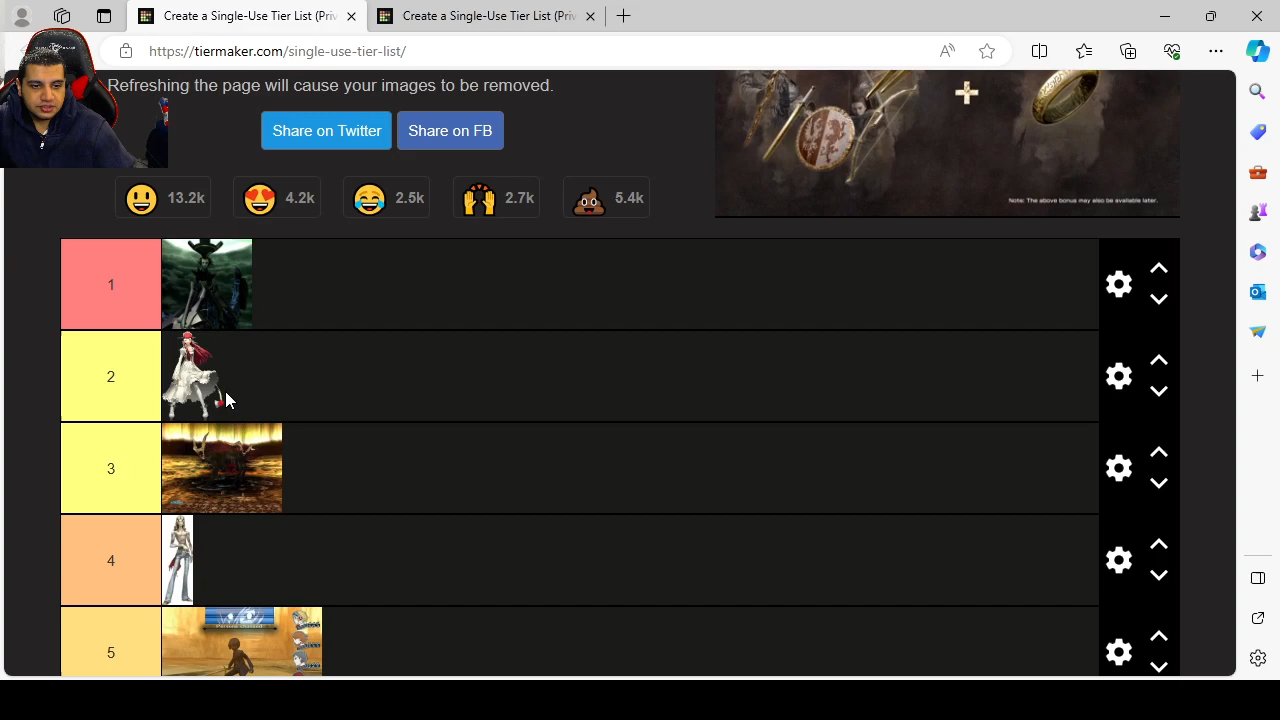 Create a Single-Use Tier List (Priv
Create a Single-Use Tier List (Priv
https://tiermaker.com/single-use-tier-list/
Refreshing the page will cause your images to be removed.
Share on Twitter
Share on FB
13.2k
4.2k
2.5k
2.7k
5.4k
Note: The above bonus may also be available later.
1
2
3
4
5